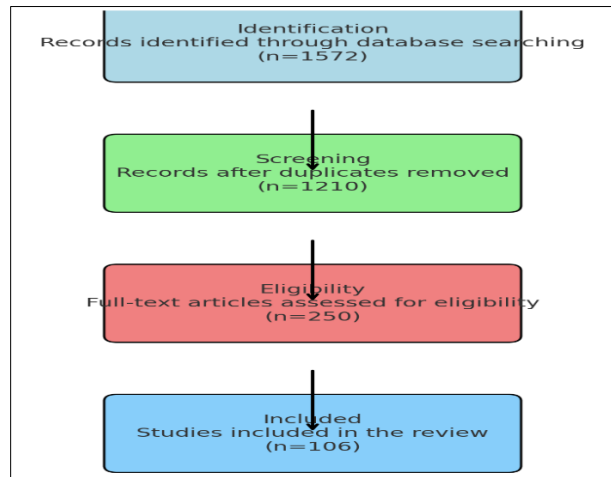 Identification
Records identified through database searching
(n=1572)
Screening
Records after duplicates removed
(n=1210)
Eligibility
Full-text articles assessed for eligibility
(n=250)
Included
Studies included in the review
(n=106)